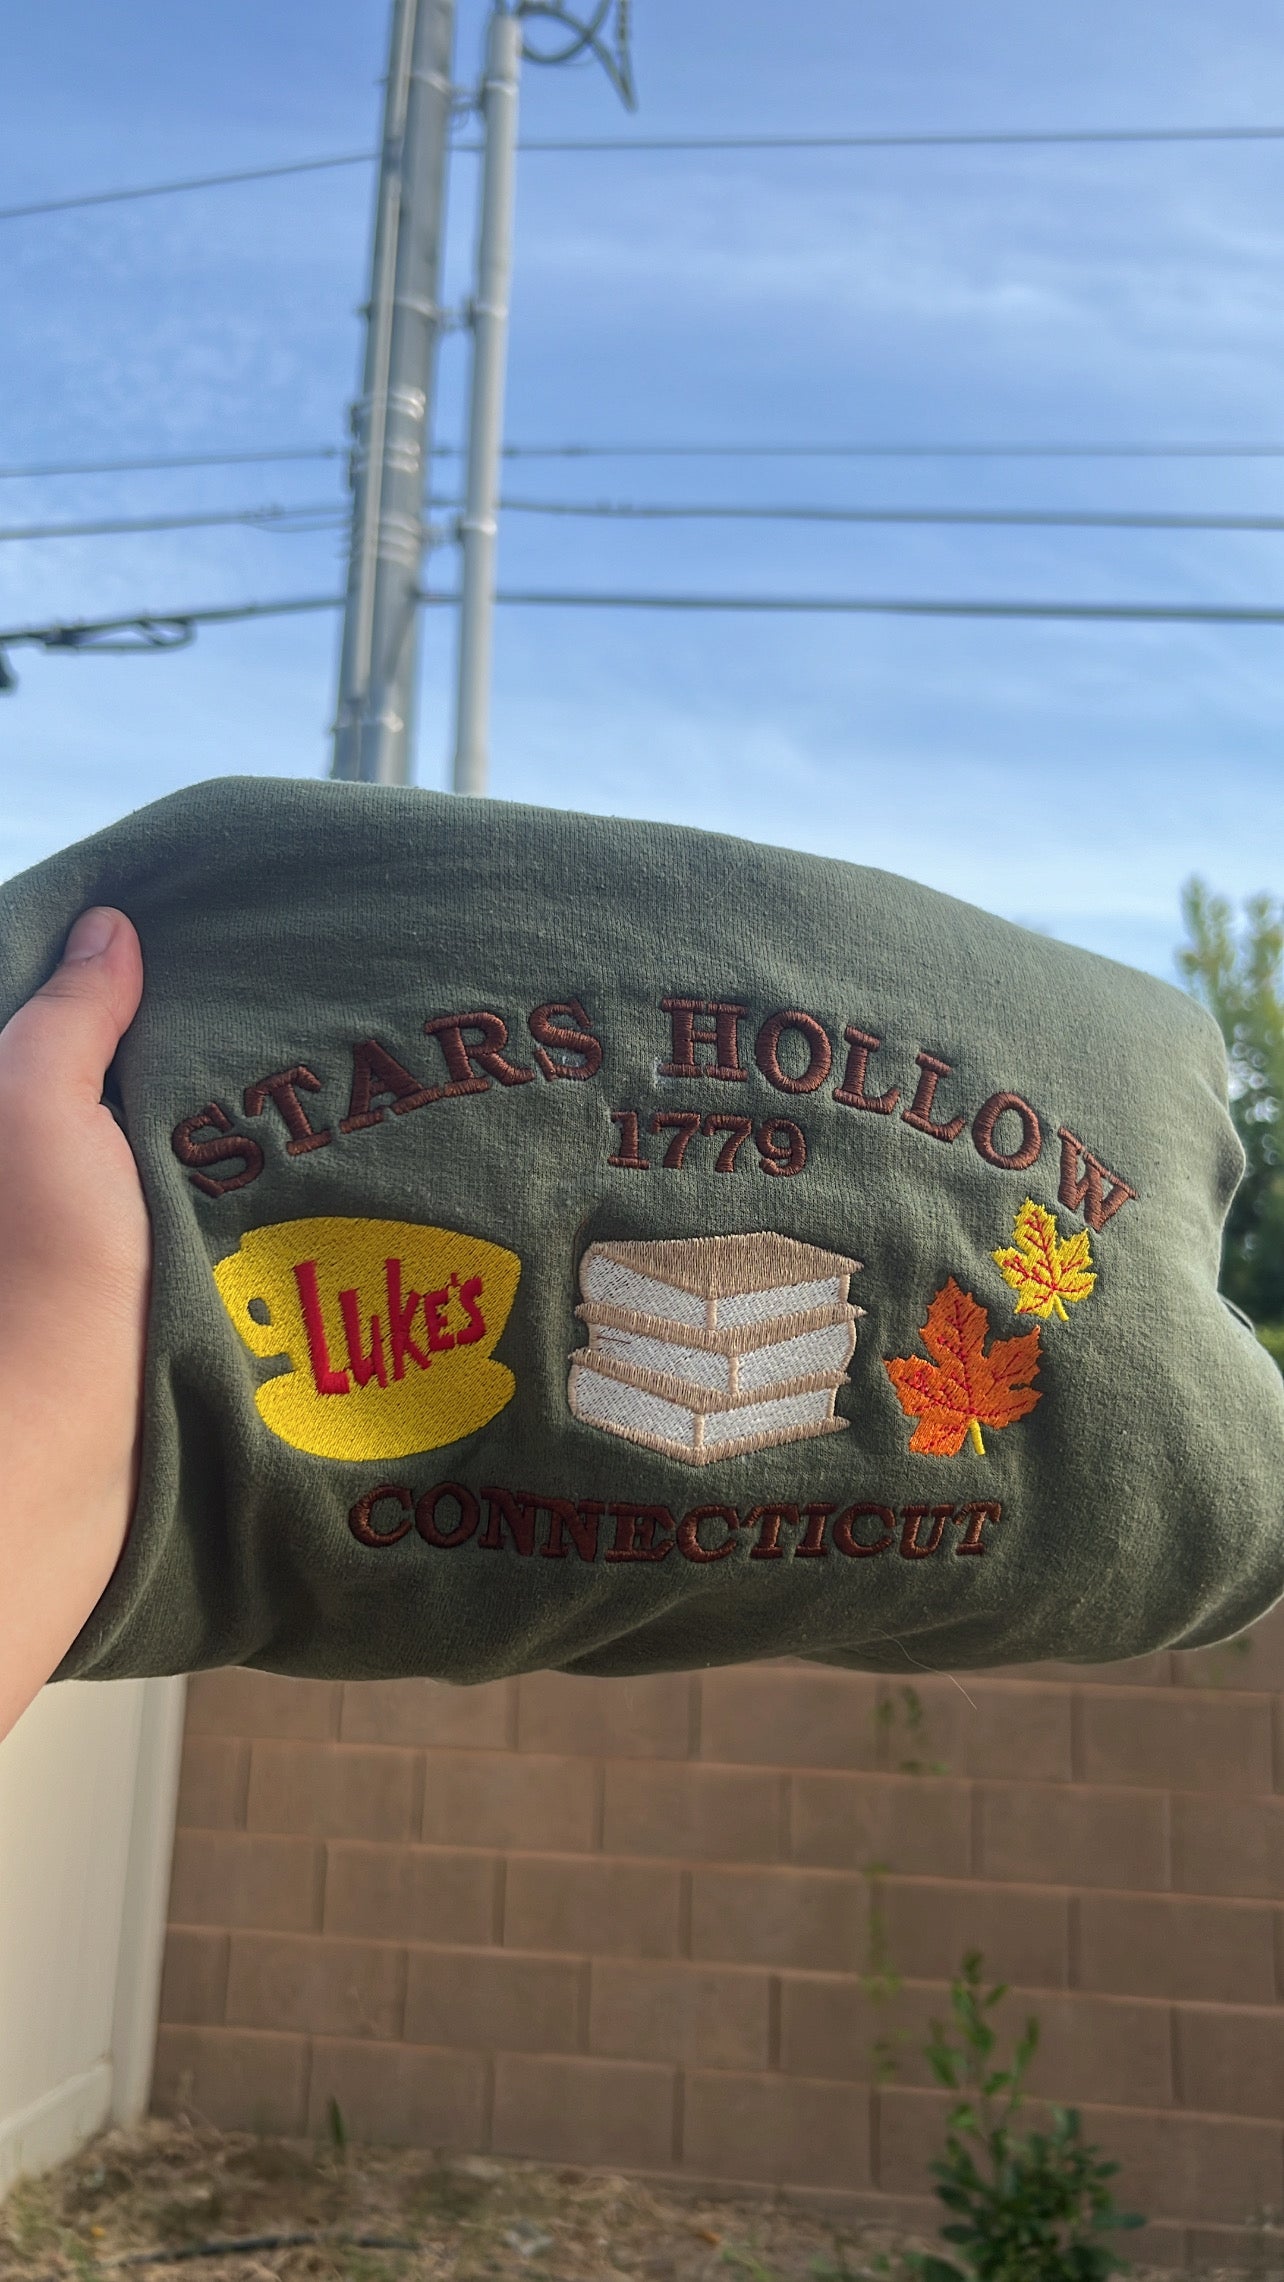 STARS HOLLOW
1779
LUKE'S
CONNECTICUT